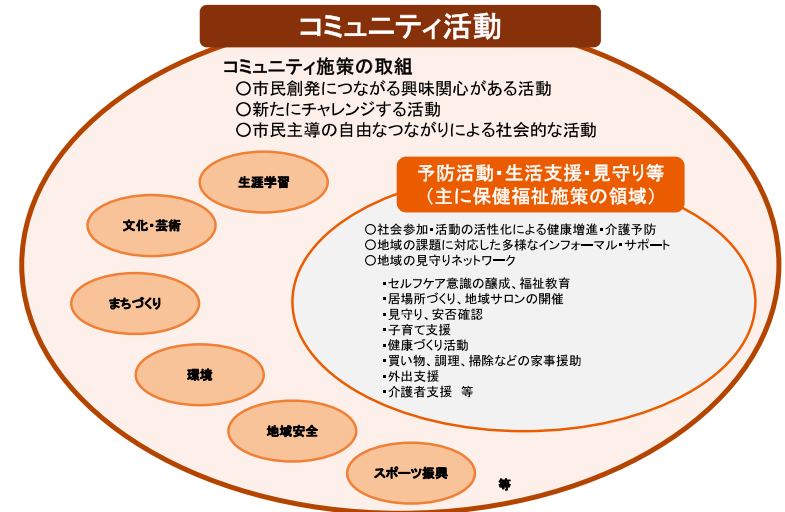 コミュニティ活動
コミュニティ施策の取組
○市民創発につながる興味関心がある活動
○新たにチャレンジする活動
○市民主導の自由なつながりによる社会的な活動
生涯学習
文化・芸術
まちづくり
環境
地域安全
スポーツ振興
等
予防活動・生活支援・見守り等
（主に保健福祉施策の領域）
○社会参加・活動の活性化による健康増進・介護予防
○地域の課題に対応した多様なインフォーマル・サポート
○地域の見守りネットワーク
・セルフケア意識の醸成、福祉教育
・居場所づくり、地域サロンの開催
・見守り、安否確認
・子育て支援
・健康づくり活動
・買い物、調理、掃除などの家事援助
・外出支援
・介護者支援　等